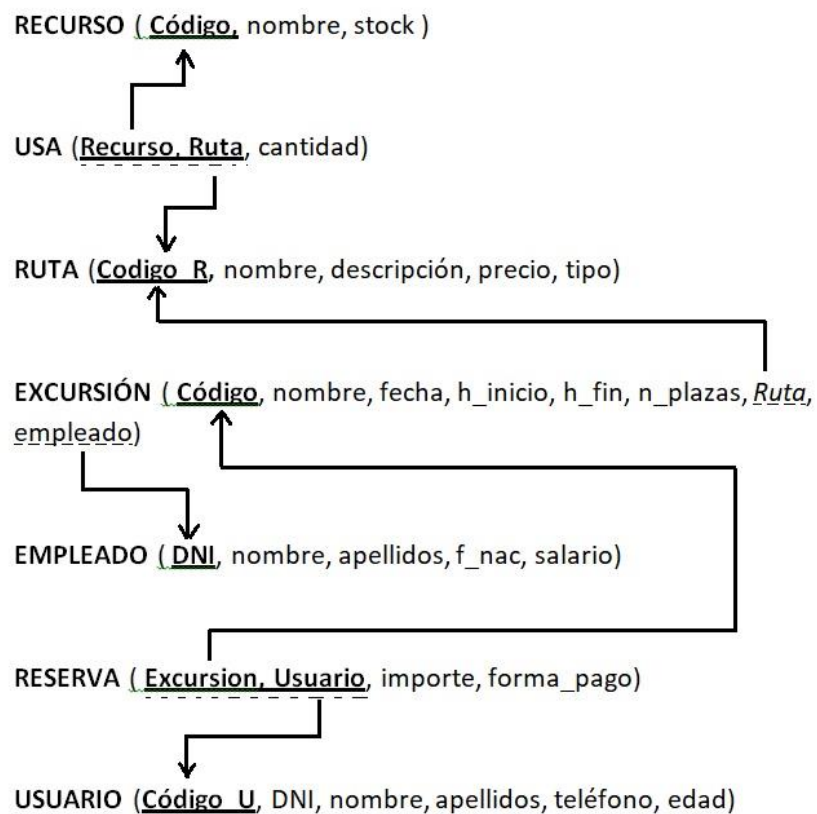 RECURSO ( Código, nombre, stock )
USA (Recurso, Ruta, cantidad)
RUTA (Codigo_R, nombre, descripción, precio, tipo)
EXCURSIÓN ( Código, nombre, fecha, h_inicio, h_fin, n_plazas, Ruta,
empleado)
EMPLEADO ( DNI, nombre, apellidos, f_nac, salario)
RESERVA ( Excursion, Usuario, importe, forma_pago)
USUARIO (Código_U, DNI, nombre, apellidos, teléfono, edad)